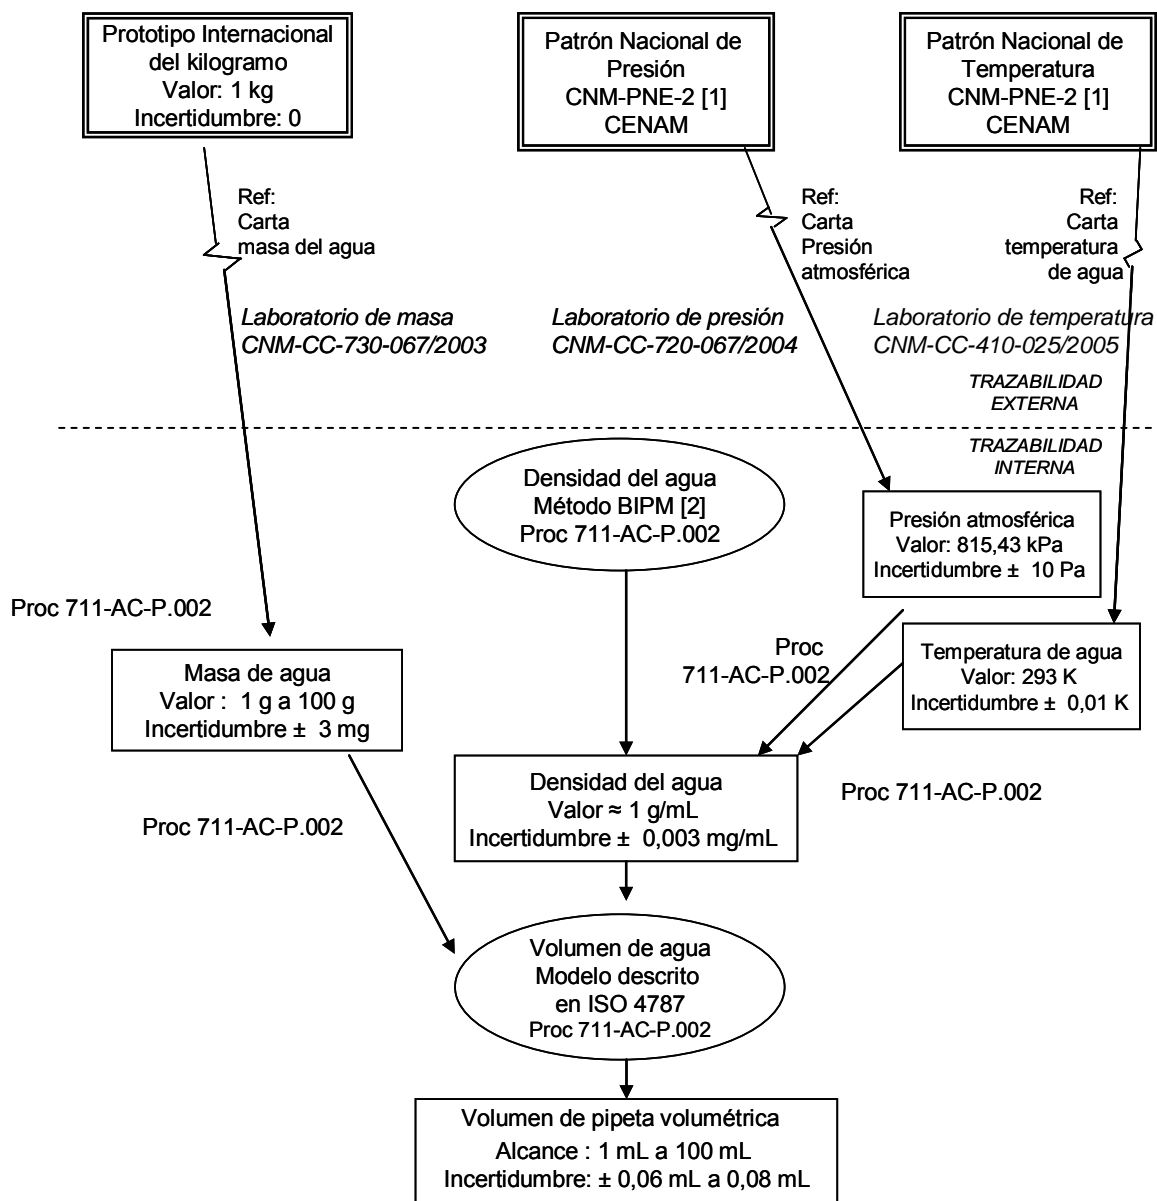 Prototipo Internacional
del kilogramo
Valor: 1 kg
Incertidumbre: 0
Patrón Nacional de
Presión
CNM-PNE-2 [1]
CENAM
Patrón Nacional de
Temperatura
CNM-PNE-2 [1]
CENAM
Ref:
Carta
masa del agua
Ref:
Carta
Presión
atmosférica
Ref:
Carta
temperatura
de agua
Laboratorio de masa
CNM-CC-730-067/2003
Laboratorio de presión
CNM-CC-720-067/2004
Laboratorio de temperatura
CNM-CC-410-025/2005
TRAZABILIDAD
EXTERNA
TRAZABILIDAD
INTERNA
Densidad del agua
Método BIPM [2]
Proc 711-AC-P.002
Presión atmosférica
Valor: 815,43 kPa
Incertidumbre ± 10 Pa
Proc 711-AC-P.002
Proc
711-AC-P.002
Temperatura de agua
Valor: 293 K
Incertidumbre ± 0,01 K
Masa de agua
Valor : 1 g a 100 g
Incertidumbre ± 3 mg
Densidad del agua
Valor ≈ 1 g/mL
Incertidumbre ± 0,003 mg/mL
Proc 711-AC-P.002
Proc 711-AC-P.002
Volumen de agua
Modelo descrito
en ISO 4787
Proc 711-AC-P.002
Volumen de pipeta volumétrica
Alcance : 1 mL a 100 mL
Incertidumbre: ± 0,06 mL a 0,08 mL